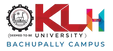 KLH
(DEEMED TO BE UNIVERSITY)
BACHUPALLY CAMPUS